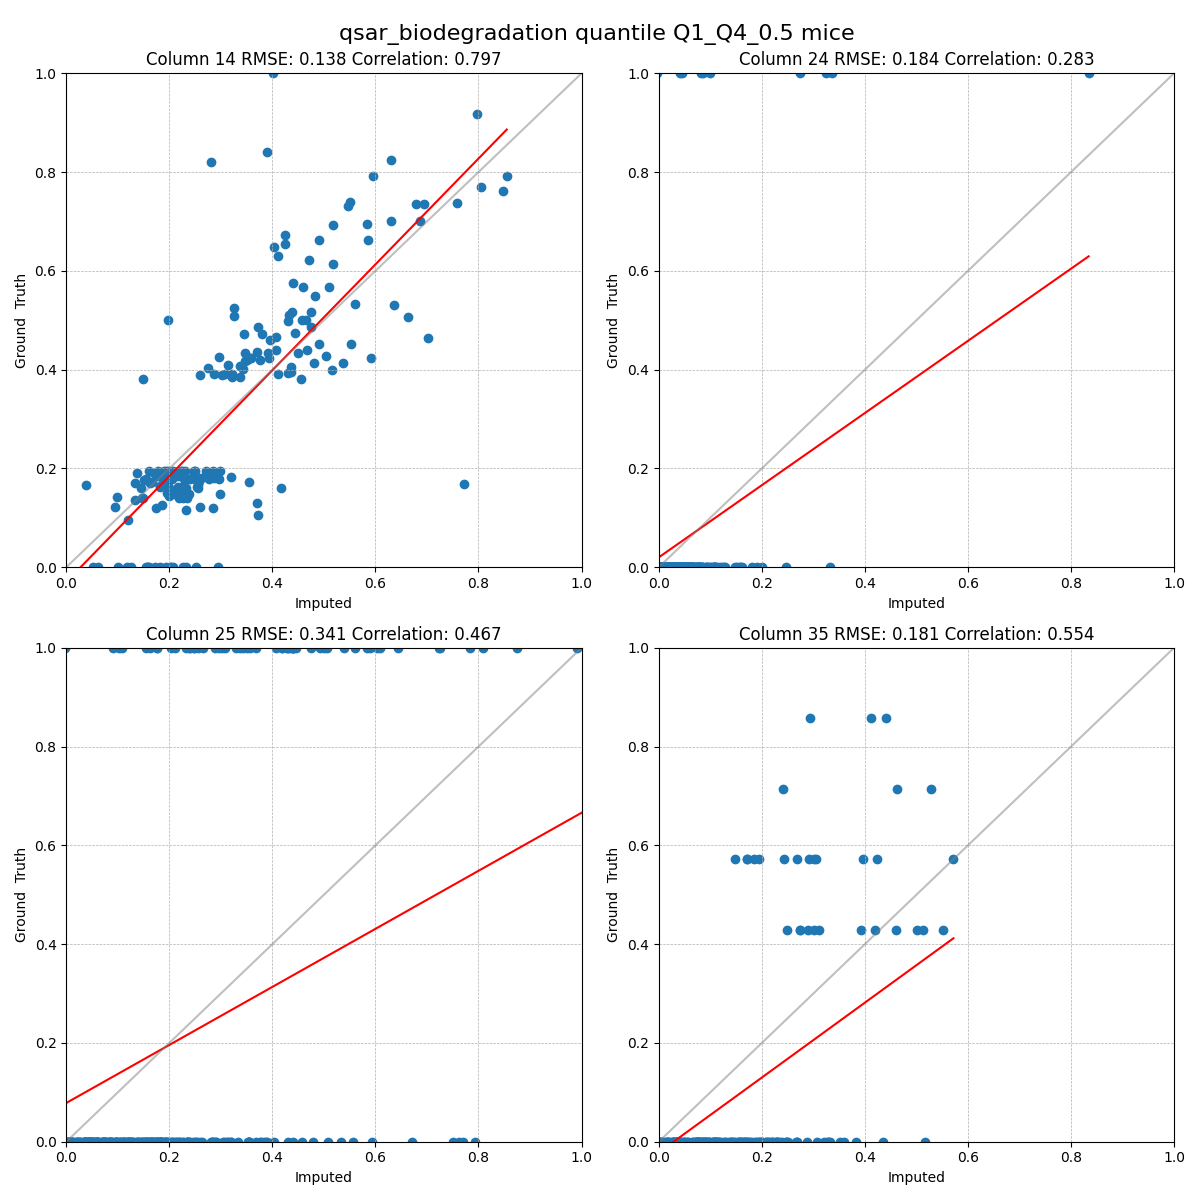 qsar_biodegradation quantile Q1_Q4_0.5 mice
Column 14 RMSE: 0.138 Correlation: 0.797
1.0
0.8
0.6
0.4
0.2
0.0
Ground Truth
0.0 0.2 0.4 0.6 0.8 1.0
Imputed
Column 24 RMSE: 0.184 Correlation: 0.283
1.0
0.8
0.6
0.4
0.2
0.0
Ground Truth
0.0 0.2 0.4 0.6 0.8 1.0
Imputed
Column 25 RMSE: 0.341 Correlation: 0.467
1.0
0.8
0.6
0.4
0.2
0.0
Ground Truth
0.0 0.2 0.4 0.6 0.8 1.0
Imputed
Column 35 RMSE: 0.181 Correlation: 0.554
1.0
0.8
0.6
0.4
0.2
0.0
Ground Truth
0.0 0.2 0.4 0.6 0.8 1.0
Imputed